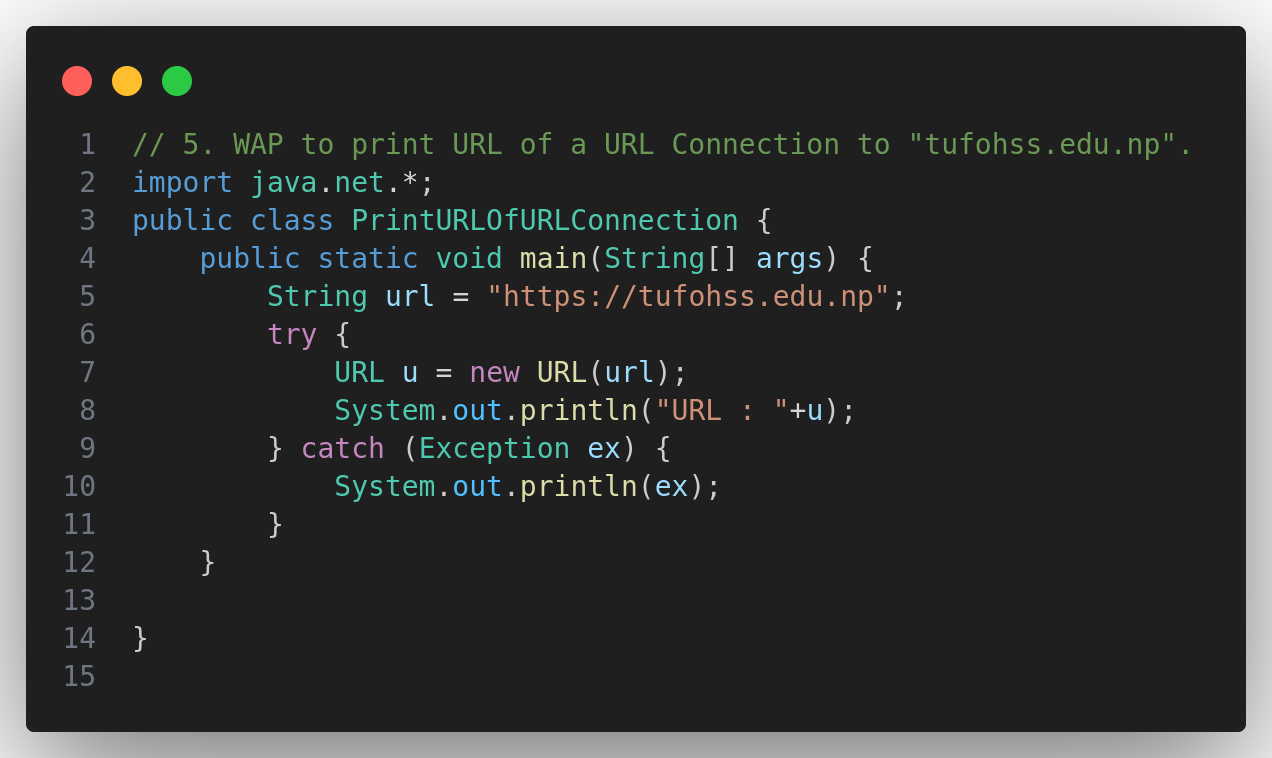 1 // 5. WAP to print URL of a URL Connection to "tufohss.edu.np".
2 import java.net.*;
3 public class PrintURLOfURLConnection {
4     public static void main(String[] args) {
5         String url = "https://tufohss.edu.np";
6         try {
7             URL u = new URL(url);
8             System.out.println("URL : "+u);
9         } catch (Exception ex) {
10             System.out.println(ex);
11         }
12     }
13
14 }
15